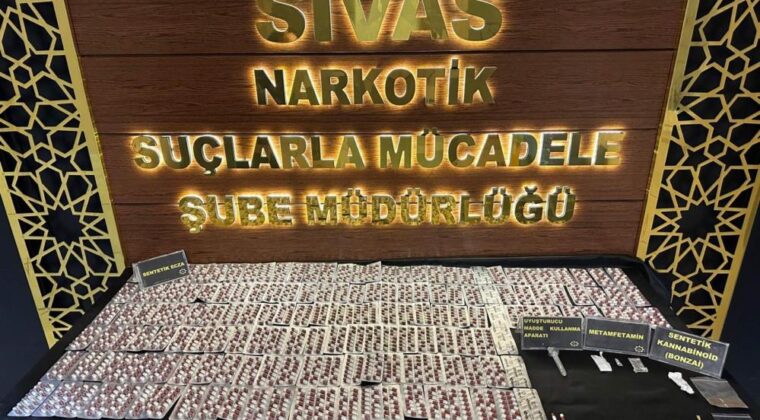 SİVAS
NARKOTİK
SUÇLARLA MÜCADELE
ŞUBE MÜDÜRLÜĞÜ
SENTETİK ECZA
UYUŞTURUCU
MADDE KULLANMA
APARATI
METAMFETAMİN
SENTETİK
KANNABİNOİD
(BONZAİ)